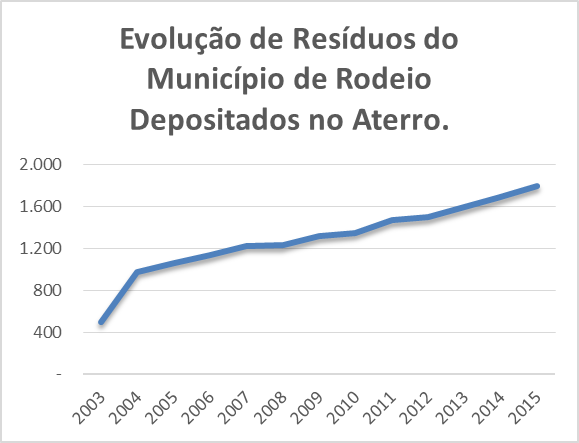 Evolução de Resíduos do
Município de Rodeio
Depositados no Aterro.
2.000
1.600
1.200
800
400
-
2003 2004 2005 2006 2007 2008 2009 2010 2011 2012 2013 2014 2015